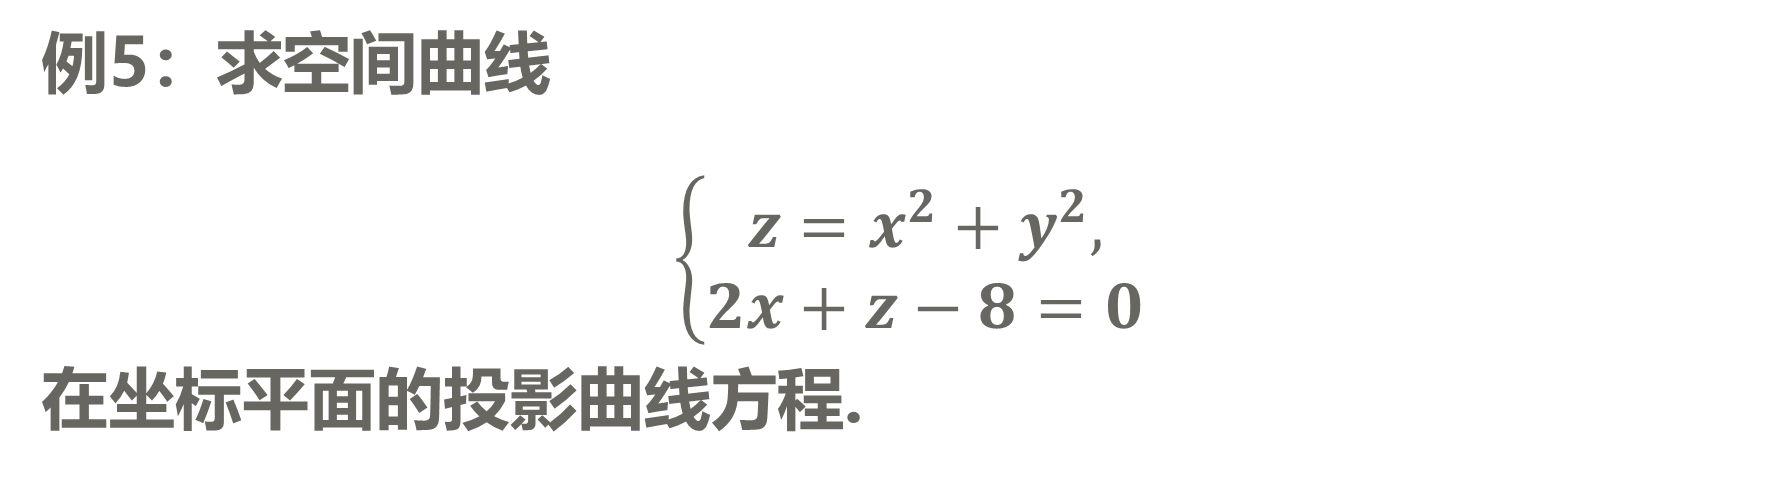 例5：求空间曲线
z = x² + y²,
2x + z − 8 = 0
在坐标平面的投影曲线方程.